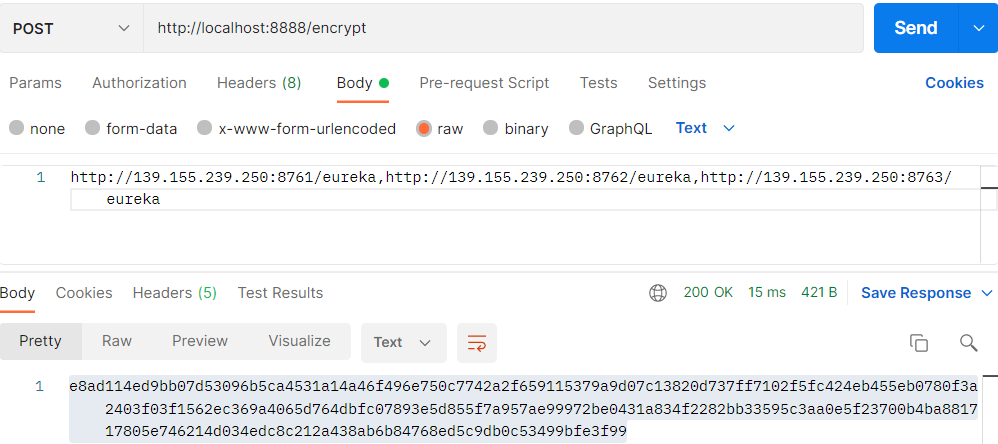 POST http://localhost:8888/encrypt Send
Params Authorization Headers (8) Body Pre-request Script Tests Settings Cookies
none form-data x-www-form-urlencoded raw binary GraphQL Text
1 http://139.155.239.250:8761/eureka,http://139.155.239.250:8762/eureka,http://139.155.239.250:8763/
eureka
Body Cookies Headers (5) Test Results 200 OK 15 ms 421 B Save Response
Pretty Raw Preview Visualize Text
1 e8ad114ed9bb07d53096b5ca4531a14a46f496e750c7742a2f659115379a9d07c13820d737ff7102f5fc424eb455eb0780f3a
2403f03f1562ec369a4065d764dbfc07893e5d855f7a957ae99972be0431a834f2282bb33595c3aa0e5f23700b4ba8817
17805e746214d034edc8c212a438ab6b84768ed5c9db0c53499bfe3f99